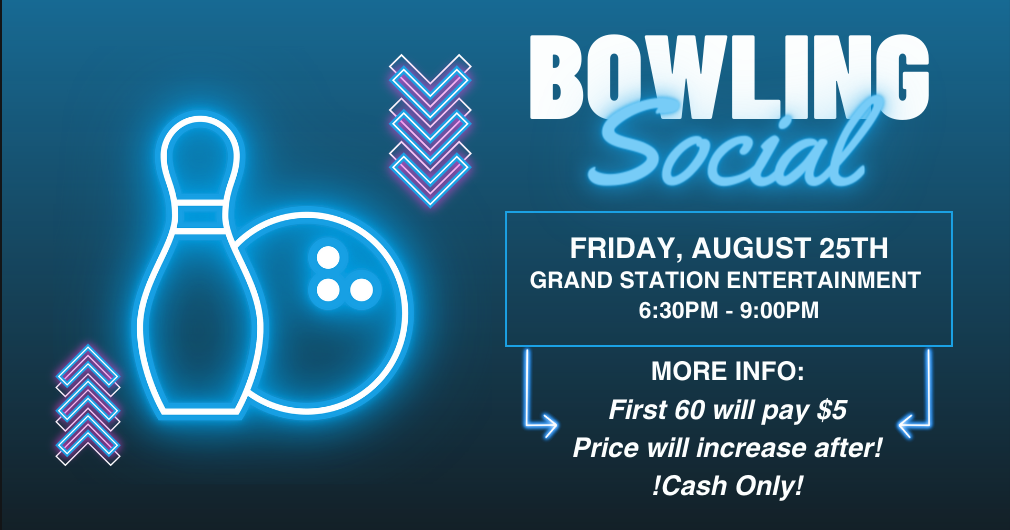 BOWLING
Social
FRIDAY, AUGUST 25TH
GRAND STATION ENTERTAINMENT
6:30PM - 9:00PM
MORE INFO:
First 60 will pay $5
Price will increase after!
!Cash Only!